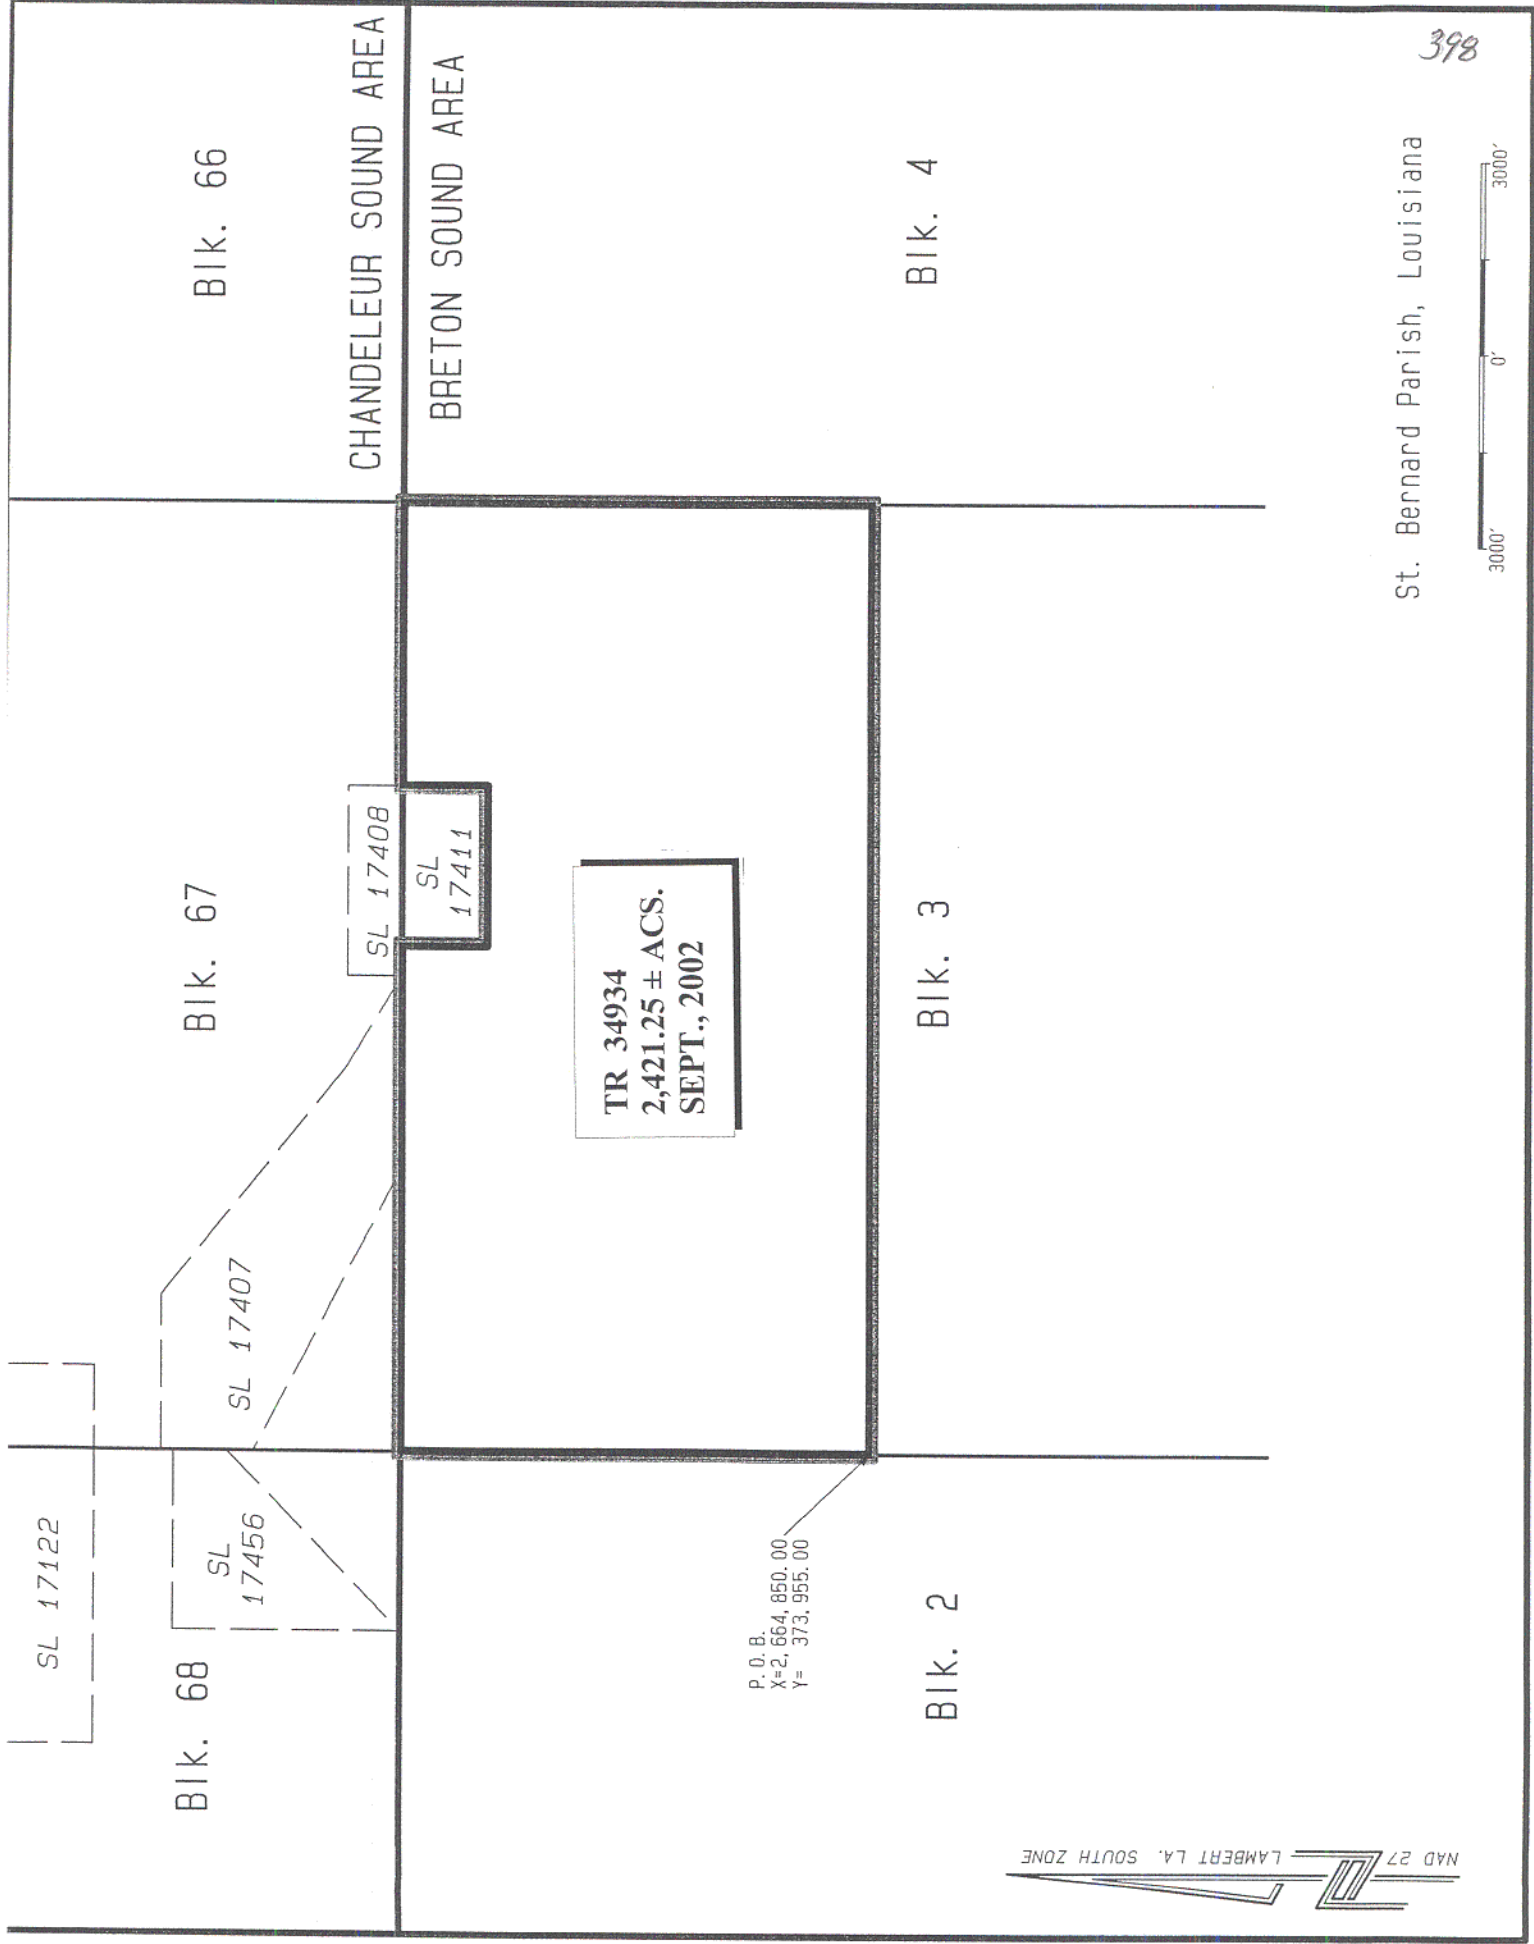 398
SL 17122
Blk. 68
SL
17456
SL 17407
Blk. 67
SL 17408
SL
17411
Blk. 66
CHANDELEUR SOUND AREA
BRETON SOUND AREA
TR 34934
2,421.25 ± ACS.
SEPT., 2002
P.O.B.
X=2,664,850.00
Y= 373,955.00
Blk. 2
Blk. 3
Blk. 4
NAD 27
LAMBERT LA. SOUTH ZONE
St. Bernard Parish, Louisiana
3000' 0' 3000'